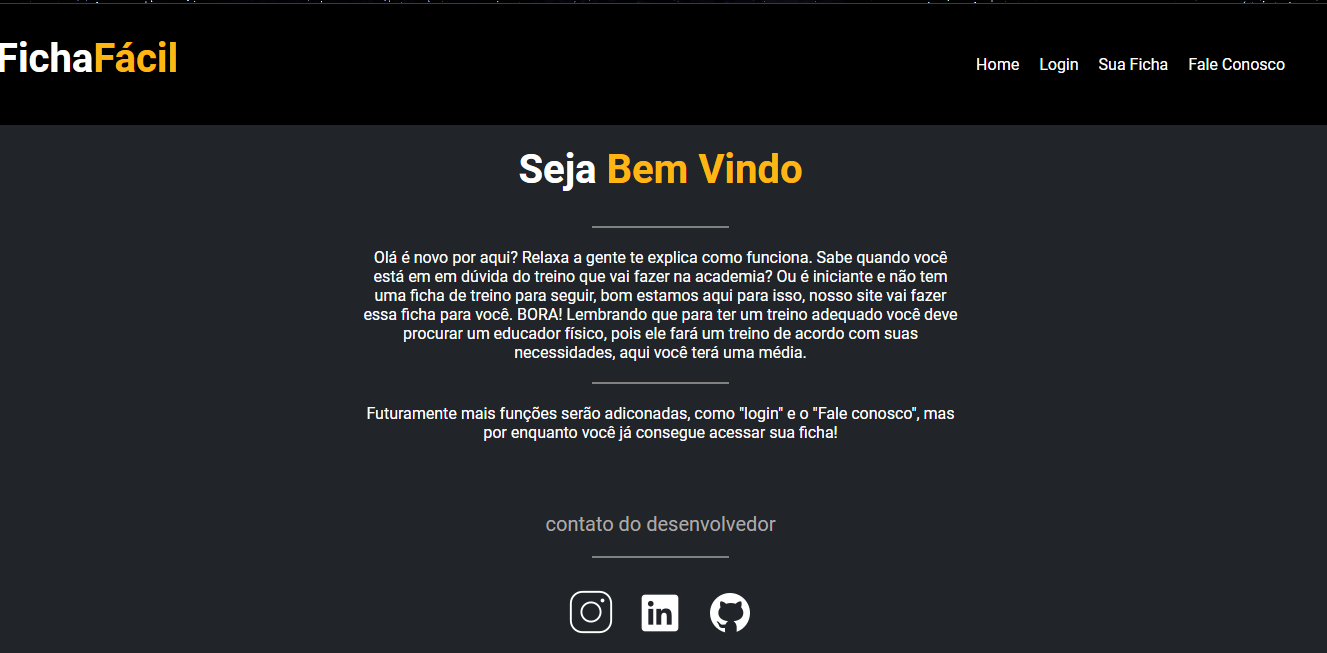 FichaFácil
Home Login Sua Ficha Fale Conosco
Seja Bem Vindo
Olá é novo por aqui? Relaxa a gente te explica como funciona. Sabe quando você
está em em dúvida do treino que vai fazer na academia? Ou é iniciante e não tem
uma ficha de treino para seguir, bom estamos aqui para isso, nosso site vai fazer
essa ficha para você. BORA! Lembrando que para ter um treino adequado você deve
procurar um educador físico, pois ele fará um treino de acordo com suas
necessidades, aqui você terá uma média.
Futuramente mais funções serão adiconadas, como "login" e o "Fale conosco", mas
por enquanto você já consegue acessar sua ficha!
contato do desenvolvedor
in